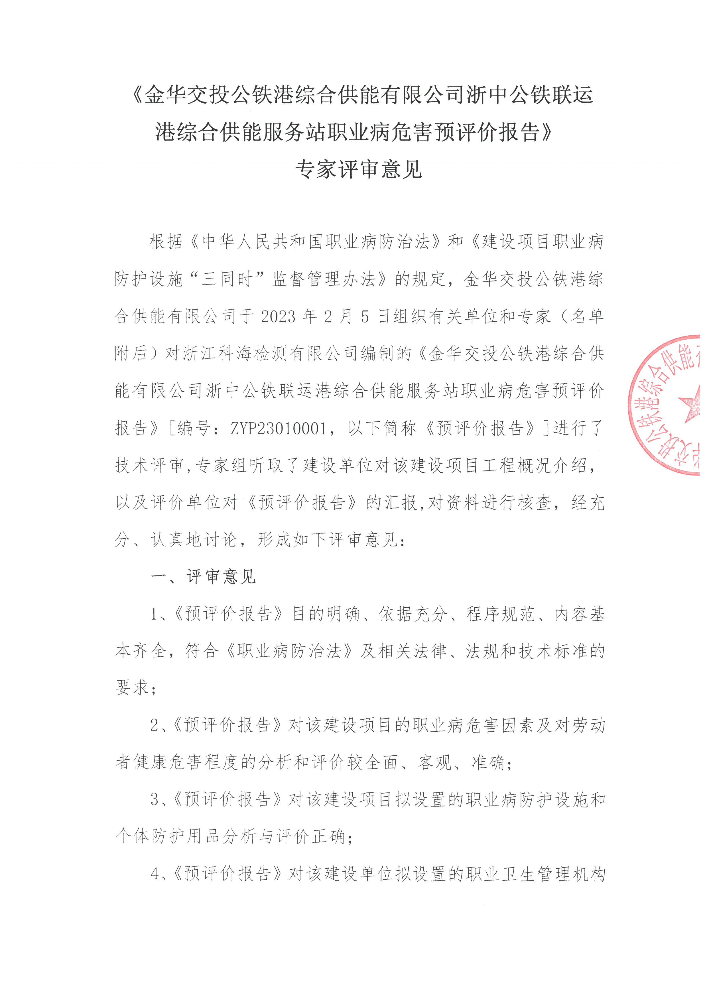 《金华交投公铁港综合供能有限公司浙中公铁联运
港综合供能服务站职业病危害预评价报告》
专家评审意见
根据《中华人民共和国职业病防治法》和《建设项目职业病
防护设施“三同时”监督管理办法》的规定，金华交投公铁港综
合供能有限公司于 2023 年 2 月 5 日组织有关单位和专家（名单
附后）对浙江科海检测有限公司编制的《金华交投公铁港综合供
能有限公司浙中公铁联运港综合供能服务站职业病危害预评价
报告》[编号：ZYP23010001，以下简称《预评价报告》]进行了
技术评审,专家组听取了建设单位对该建设项目工程概况介绍，
以及评价单位对《预评价报告》的汇报,对资料进行核查，经充
分、认真地讨论，形成如下评审意见：
一、评审意见
1、《预评价报告》目的明确、依据充分、程序规范、内容基
本齐全，符合《职业病防治法》及相关法律、法规和技术标准的
要求；
2、《预评价报告》对该建设项目的职业病危害因素及对劳动
者健康危害程度的分析和评价较全面、客观、准确；
3、《预评价报告》对该建设项目拟设置的职业病防护设施和
个体防护用品分析与评价正确；
4、《预评价报告》对该建设单位拟设置的职业卫生管理机构
华交投公铁港综合供能有